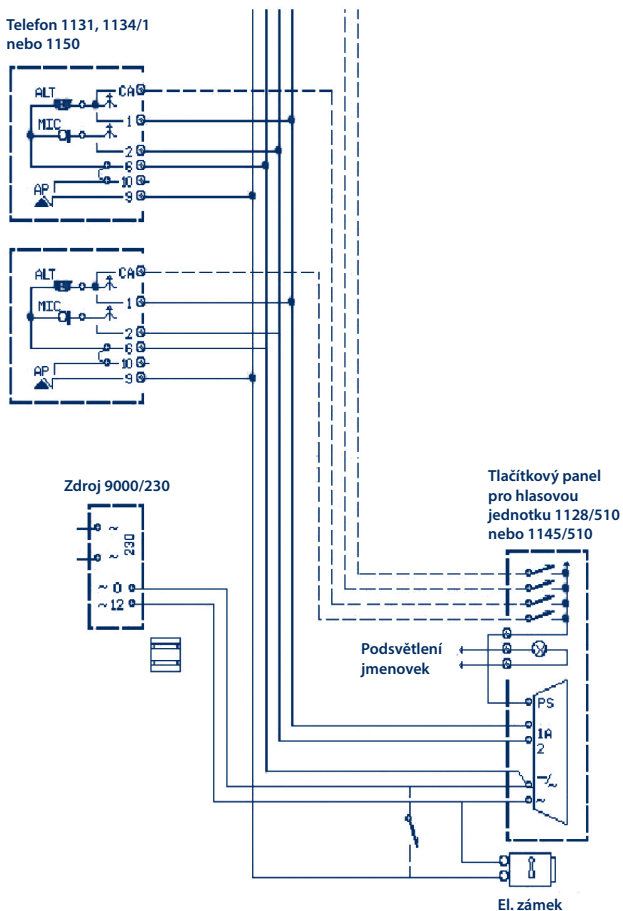 Telefon 1131, 1134/1
nebo 1150
ALT
CA
MIC
1
2
6
10
AP
9
ALT
CA
MIC
1
2
6
10
AP
9
Zdroj 9000/230
~
230
~
~ 0
~ 12
Tlačítkový panel
pro hlasovou
jednotku 1128/510
nebo 1145/510
Podsvětlení
jmenovek
PS
1A
2
~
~
El. zámek